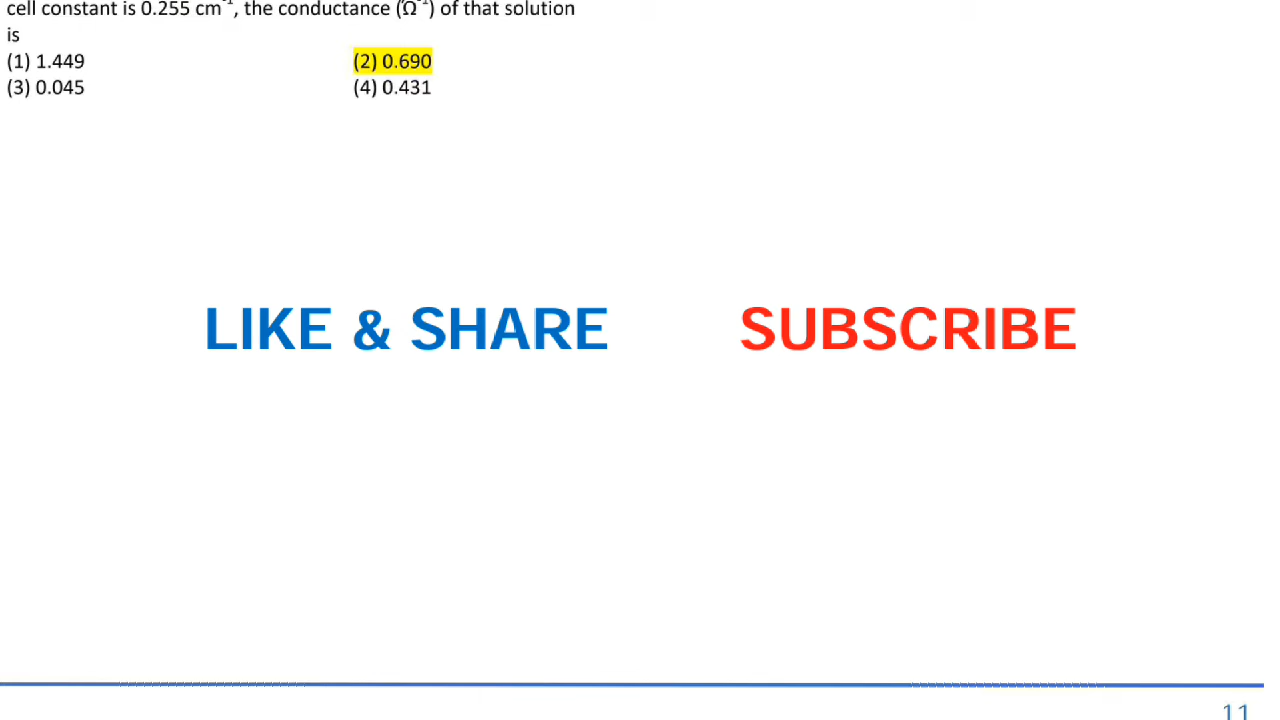 cell constant is 0.255 cm⁻¹, the conductance (Ω⁻¹) of that solution
is
(1) 1.449 (2) 0.690
(3) 0.045 (4) 0.431
LIKE & SHARE SUBSCRIBE
11